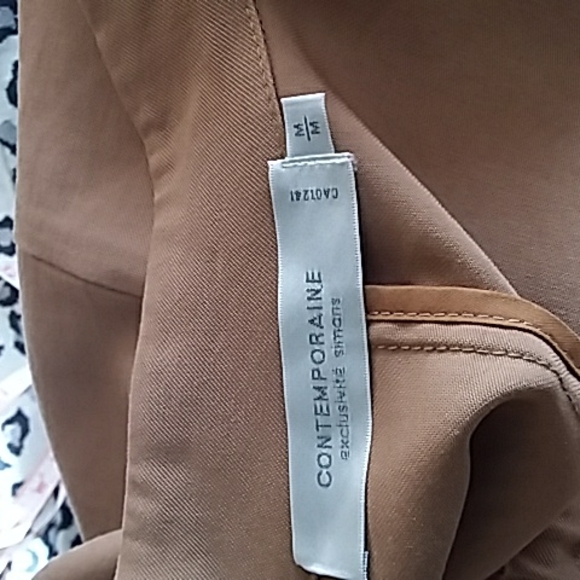 M
M
CA01241
CONTEMPORAINE
exclusivité simons